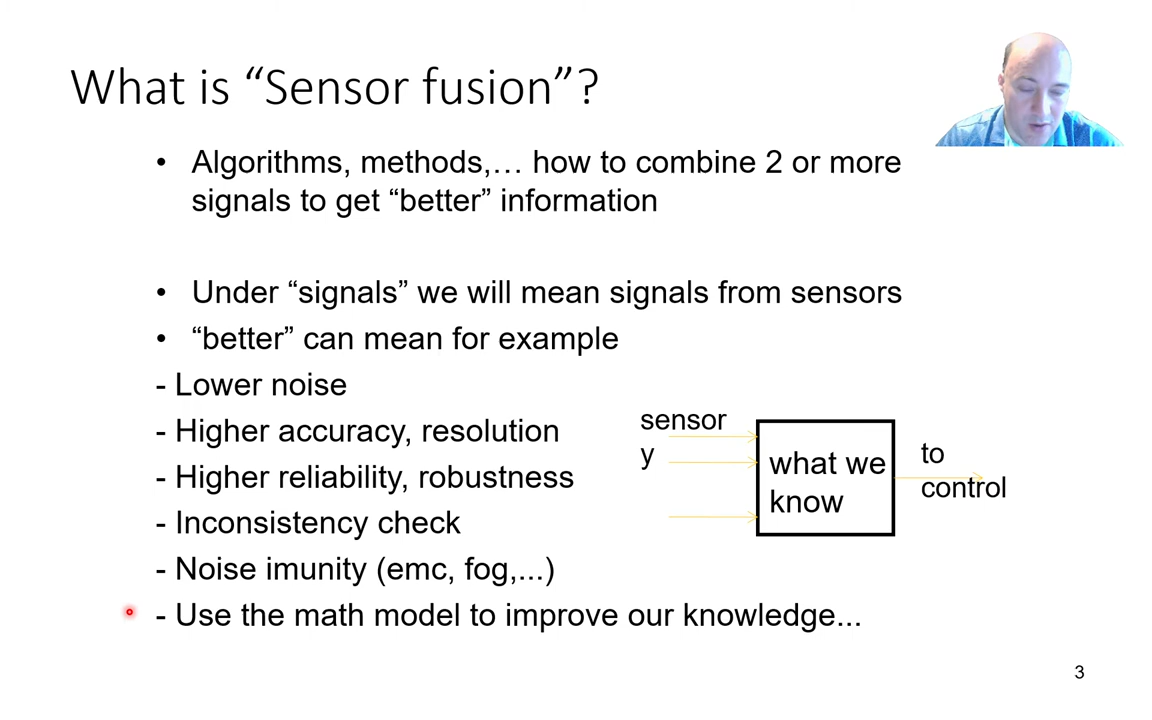 What is “Sensor fusion”?
• Algorithms, methods,… how to combine 2 or more
signals to get “better” information
• Under “signals” we will mean signals from sensors
• “better” can mean for example
- Lower noise
- Higher accuracy, resolution
- Higher reliability, robustness
- Inconsistency check
- Noise imunity (emc, fog,...)
- Use the math model to improve our knowledge...
sensor
y
what we
know
to
control
3